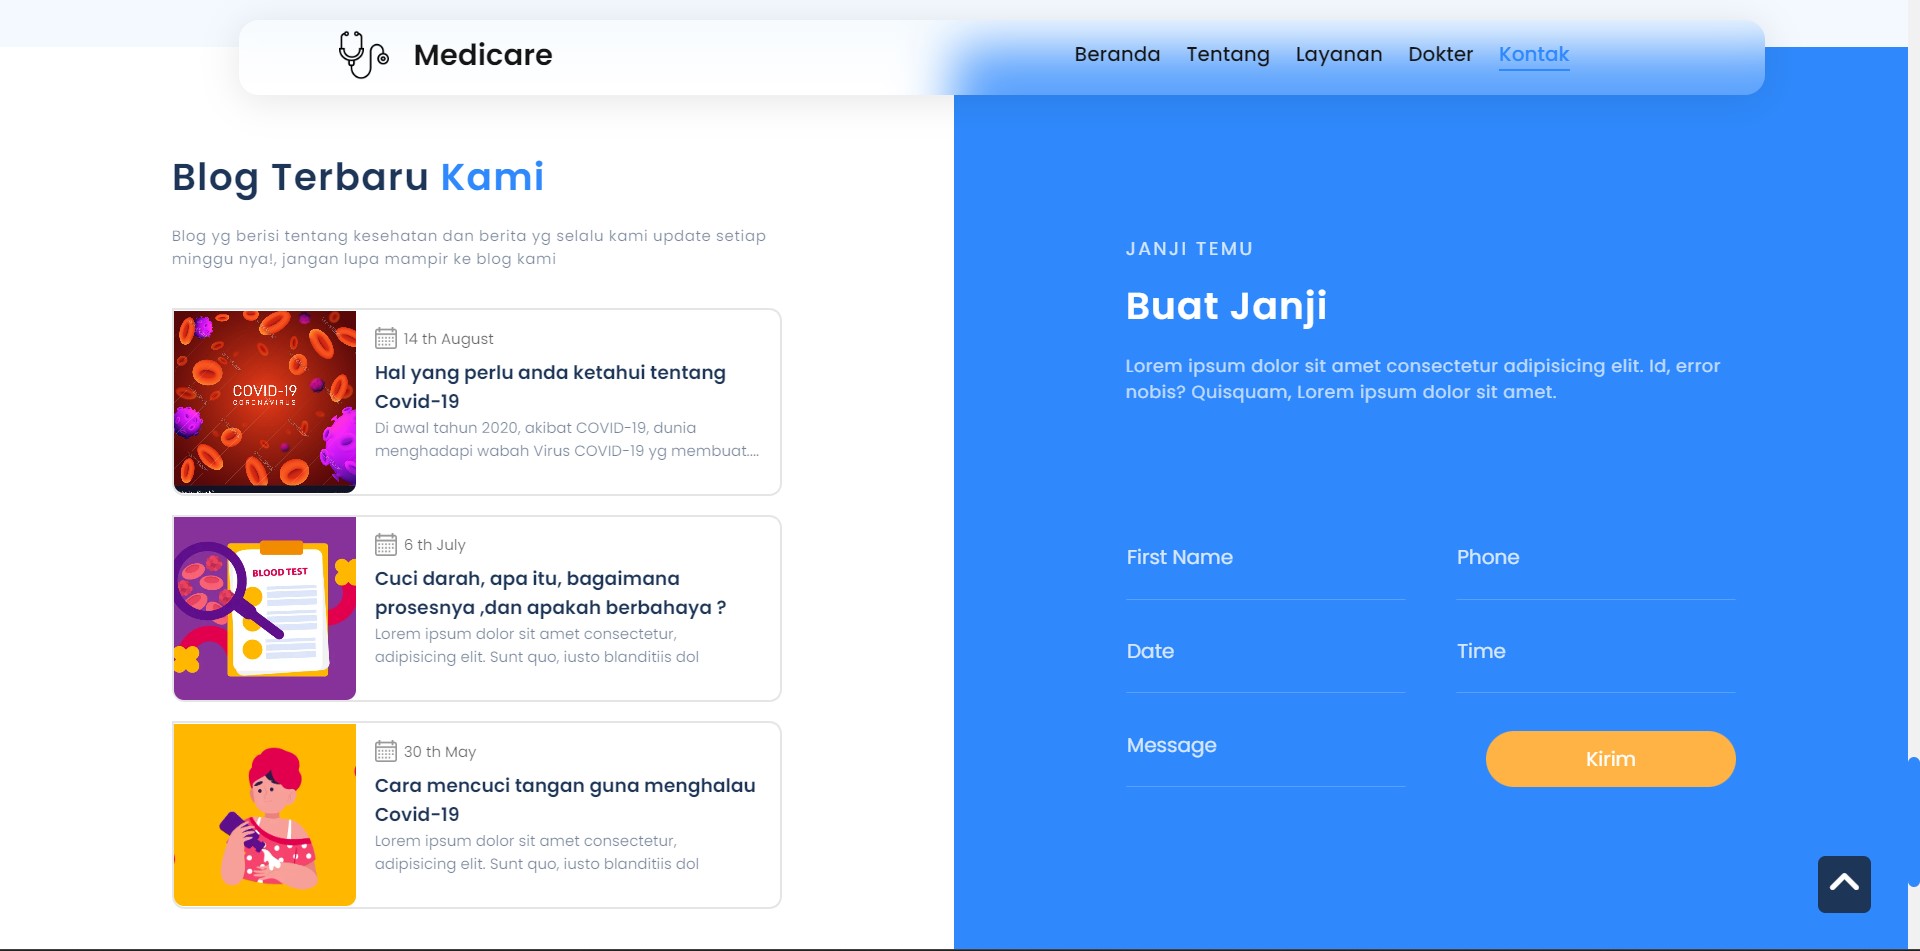 Medicare
Beranda Tentang Layanan Dokter Kontak
Blog Terbaru Kami
Blog yg berisi tentang kesehatan dan berita yg selalu kami update setiap
minggu nya!, jangan lupa mampir ke blog kami
COVID-19
CORONAVIRUS
14 th August
Hal yang perlu anda ketahui tentang
Covid-19
Di awal tahun 2020, akibat COVID-19, dunia
menghadapi wabah Virus COVID-19 yg membuat....
BLOOD TEST
6 th July
Cuci darah, apa itu, bagaimana
prosesnya ,dan apakah berbahaya ?
Lorem ipsum dolor sit amet consectetur,
adipisicing elit. Sunt quo, iusto blanditiis dol
30 th May
Cara mencuci tangan guna menghalau
Covid-19
Lorem ipsum dolor sit amet consectetur,
adipisicing elit. Sunt quo, iusto blanditiis dol
JANJI TEMU
Buat Janji
Lorem ipsum dolor sit amet consectetur adipisicing elit. Id, error
nobis? Quisquam, Lorem ipsum dolor sit amet.
First Name
Phone
Date
Time
Message
Kirim